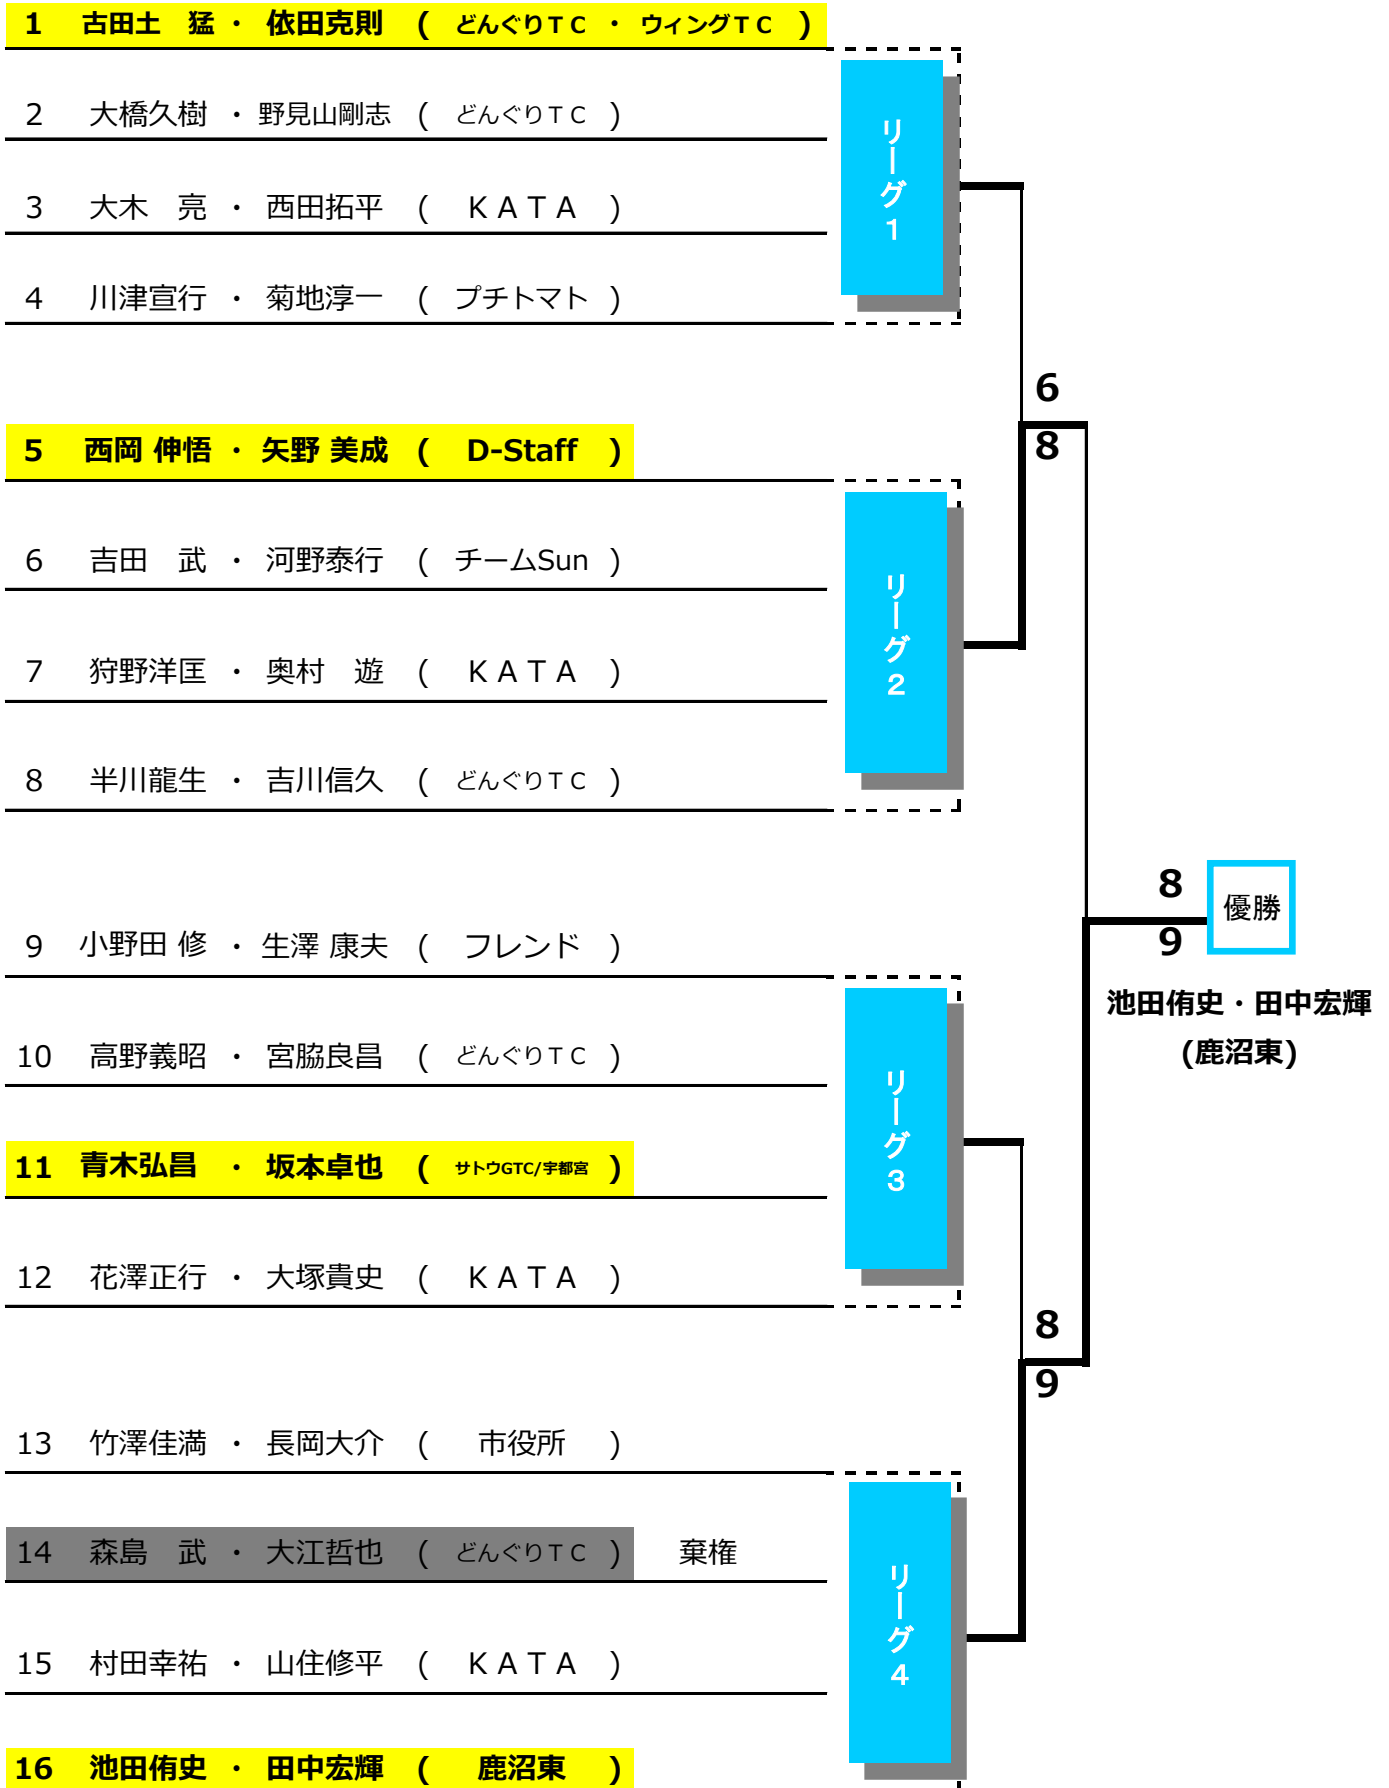 1 古田土　猛 ・ 依田克則 ( どんぐりＴＣ ・ ウィングＴＣ )
2 大橋久樹 ・ 野見山剛志 ( どんぐりＴＣ )
3 大木　亮 ・ 西田拓平 ( ＫＡＴＡ )
4 川津宣行 ・ 菊地淳一 ( プチトマト )
リーグ1
6
8
5 西岡 伸悟 ・ 矢野 美成 ( D-Staff )
6 吉田　武 ・ 河野泰行 ( チームSun )
7 狩野洋匡 ・ 奥村　遊 ( ＫＡＴＡ )
8 半川龍生 ・ 吉川信久 ( どんぐりＴＣ )
リーグ2
8
9
優勝
池田侑史・田中宏輝
(鹿沼東)
9 小野田 修 ・ 生澤 康夫 ( フレンド )
10 高野義昭 ・ 宮脇良昌 ( どんぐりＴＣ )
11 青木弘昌 ・ 坂本卓也 ( サトウGTC/宇都宮 )
12 花澤正行 ・ 大塚貴史 ( ＫＡＴＡ )
リーグ3
8
9
13 竹澤佳満 ・ 長岡大介 ( 市役所 )
14 森島　武 ・ 大江哲也 ( どんぐりＴＣ ) 棄権
15 村田幸祐 ・ 山住修平 ( ＫＡＴＡ )
16 池田侑史 ・ 田中宏輝 ( 鹿沼東 )
リーグ4